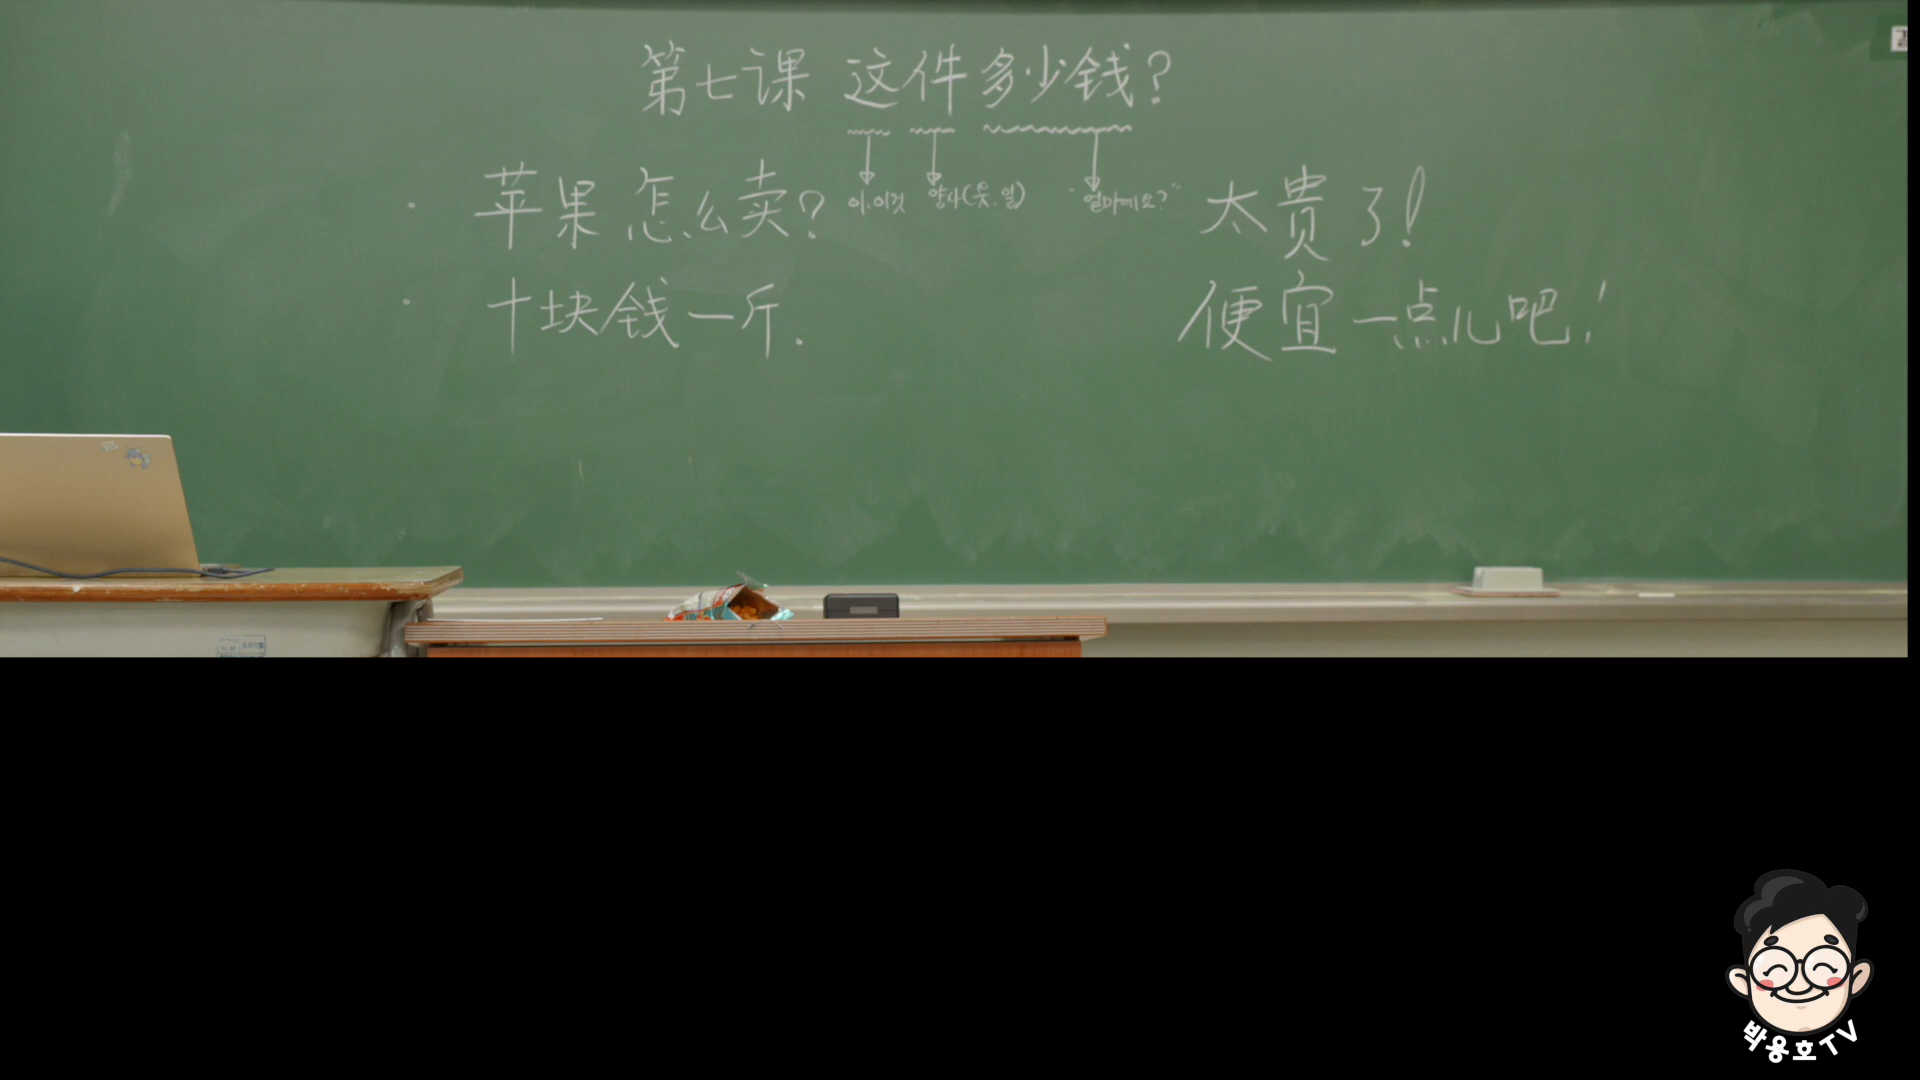 第七课 这件多少钱?
이.이것 양사(옷.일) "얼마예요?"
苹果怎么卖?
十块钱一斤.
太贵了!
便宜一点儿吧!
박용호TV